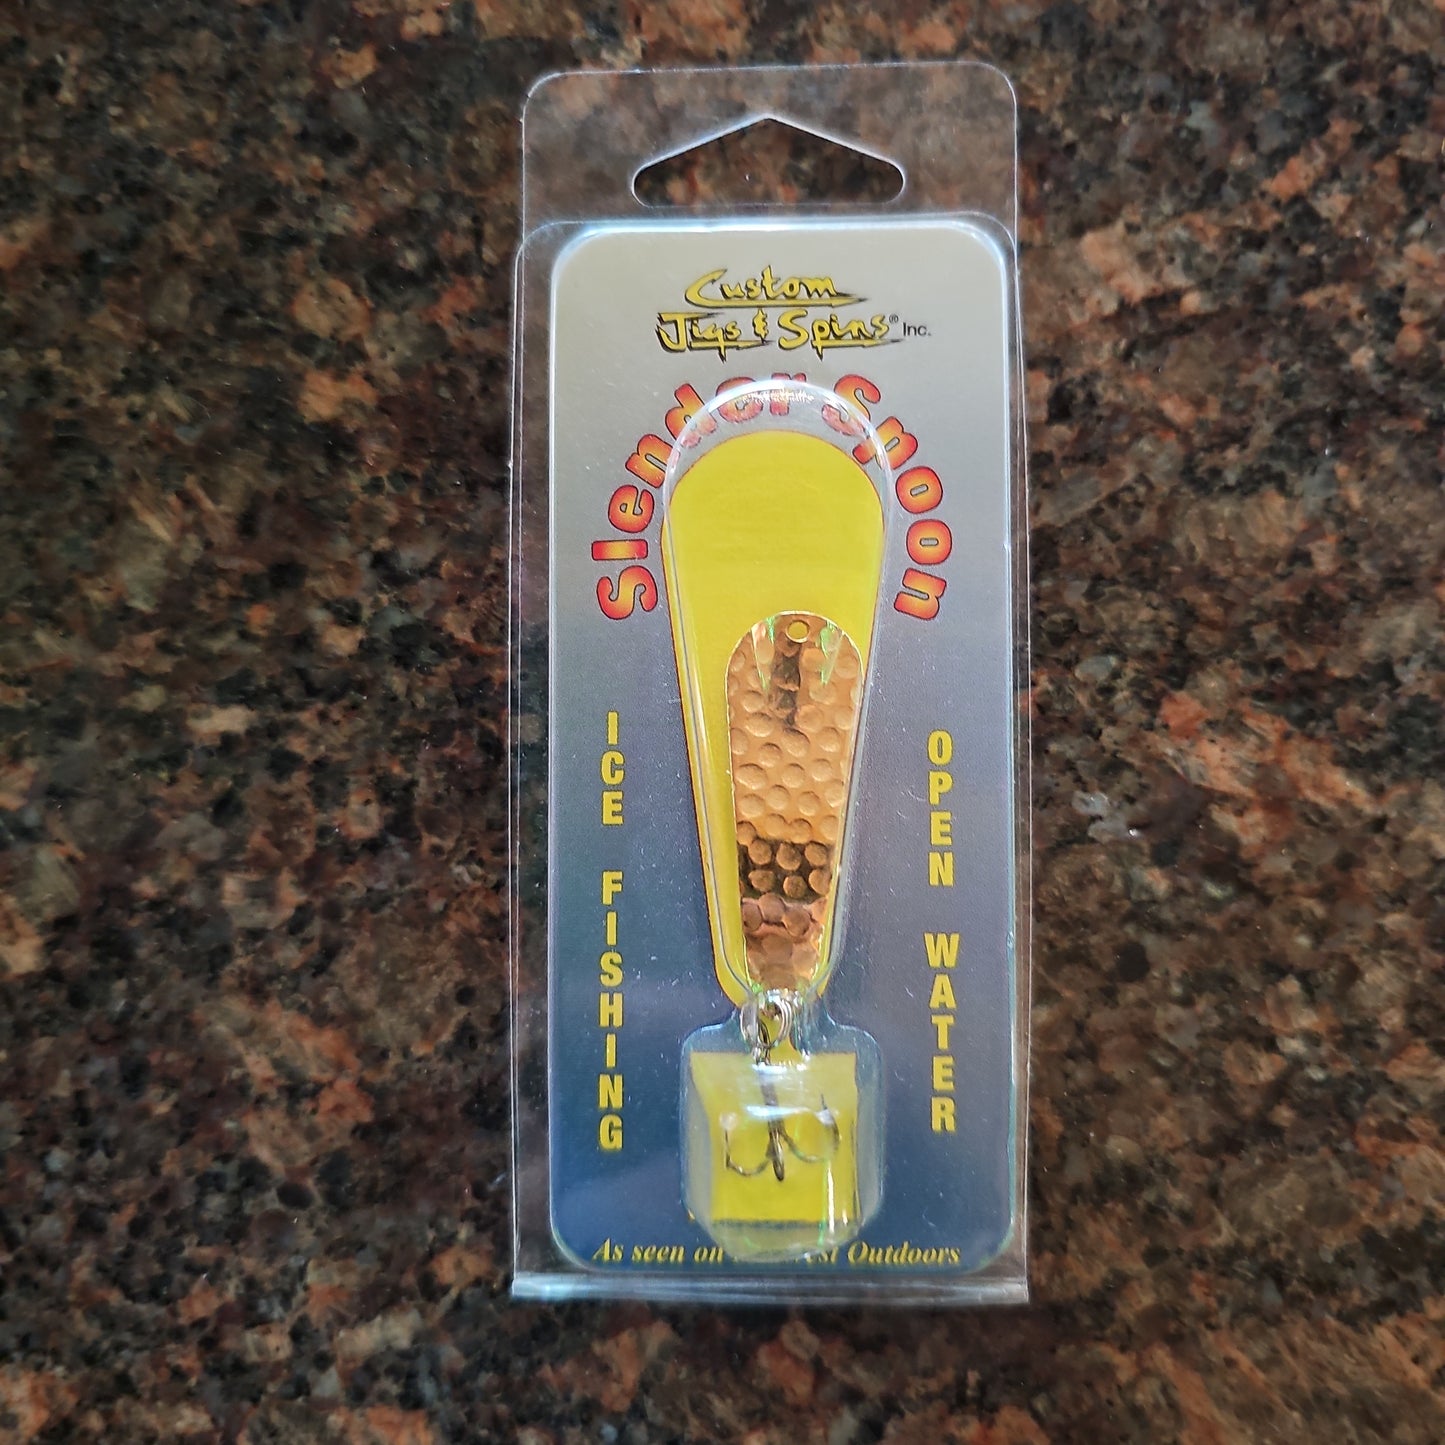 Custom
Jigs & Spins® Inc.
Slender Spoon
ICE FISHING
OPEN WATER
As seen on
Outdoors